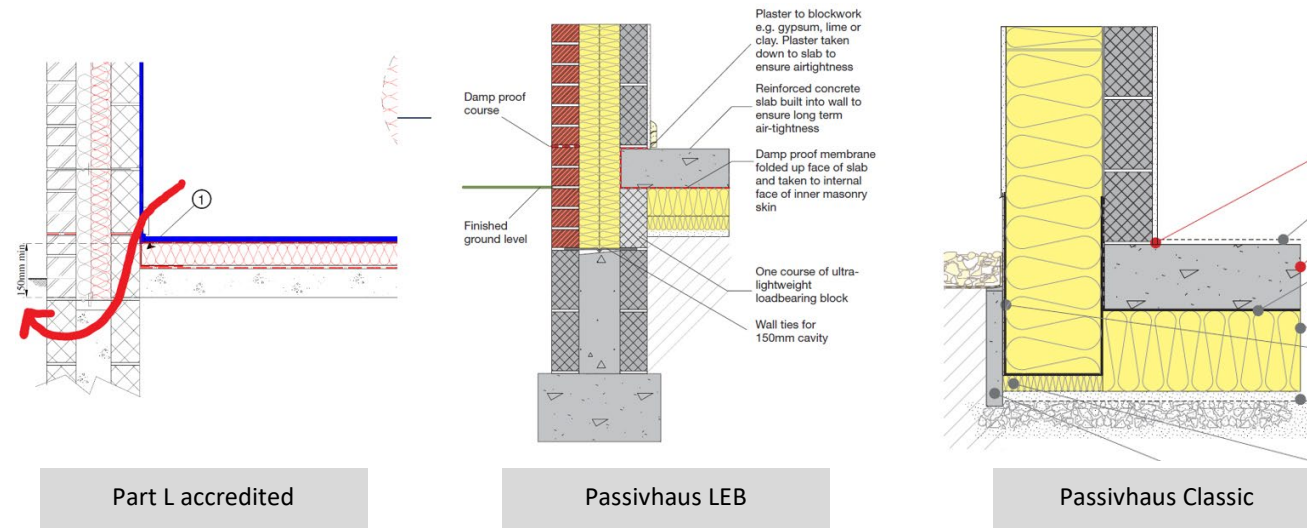 1
150mm min
Damp proof
course
Finished
ground level
Plaster to blockwork
e.g. gypsum, lime or
clay. Plaster taken
down to slab to
ensure airtightness
Reinforced concrete
slab built into wall to
ensure long term
air-tightness
Damp proof membrane
folded up face of slab
and taken to internal
face of inner masonry
skin
One course of ultra-
lightweight
loadbearing block
Wall ties for
150mm cavity
Part L accredited
Passivhaus LEB
Passivhaus Classic